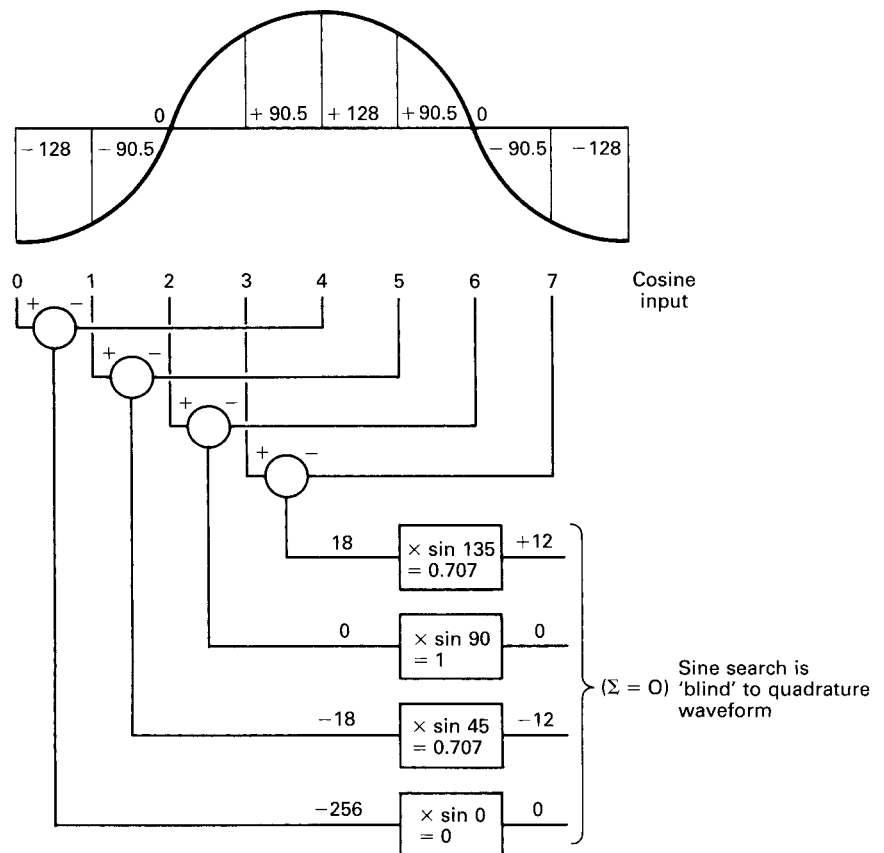 0 + 90.5 + 128 + 90.5 0
− 128 − 90.5 − 90.5 − 128
0 1 2 3 4 5 6 7 Cosine
input
+ −
+ −
+ −
+ −
18 × sin 135 +12
= 0.707
0 × sin 90 0
= 1
(Σ = O) Sine search is
'blind' to quadrature
waveform
−18 × sin 45 −12
= 0.707
−256 × sin 0 0
= 0